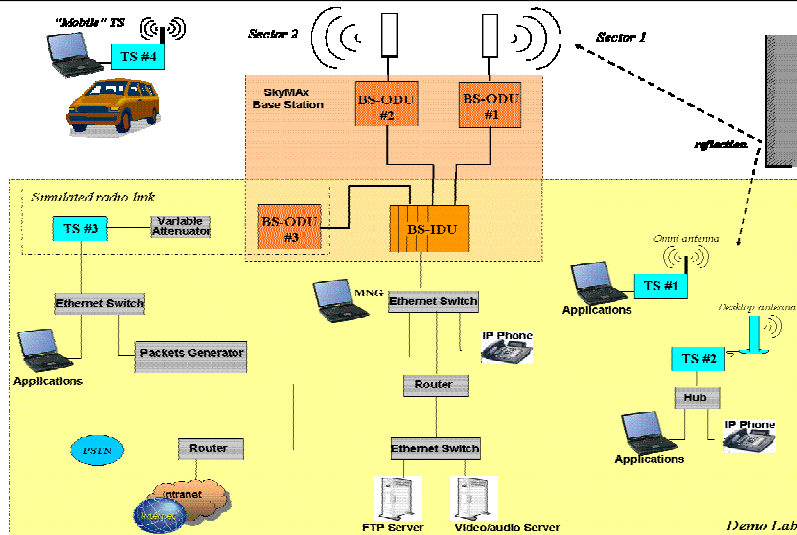 "Mobile" TS
TS #4
Sector 2
Sector 1
SkyMAx
Base Station
BS-ODU
#2
BS-ODU
#1
reflection
Simulated radio link
TS #3
Variable
Attenuator
BS-ODU
#3
BS-IDU
Omni antenna
TS #1
Applications
MNG
Ethernet Switch
Ethernet Switch
IP Phone
Desktop antenna
TS #2
Packets Generator
Applications
Router
Hub
IP Phone
Applications
PSTN
Router
Ethernet Switch
Intranet
Internet
FTP Server
Video/audio Server
Demo Lab